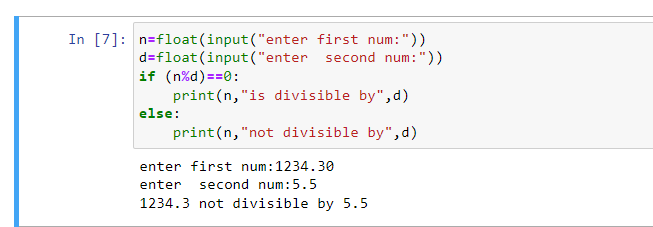 In [7]: n=float(input("enter first num:"))
d=float(input("enter  second num:"))
if (n%d)==0:
    print(n,"is divisible by",d)
else:
    print(n,"not divisible by",d)
enter first num:1234.30
enter  second num:5.5
1234.3 not divisible by 5.5